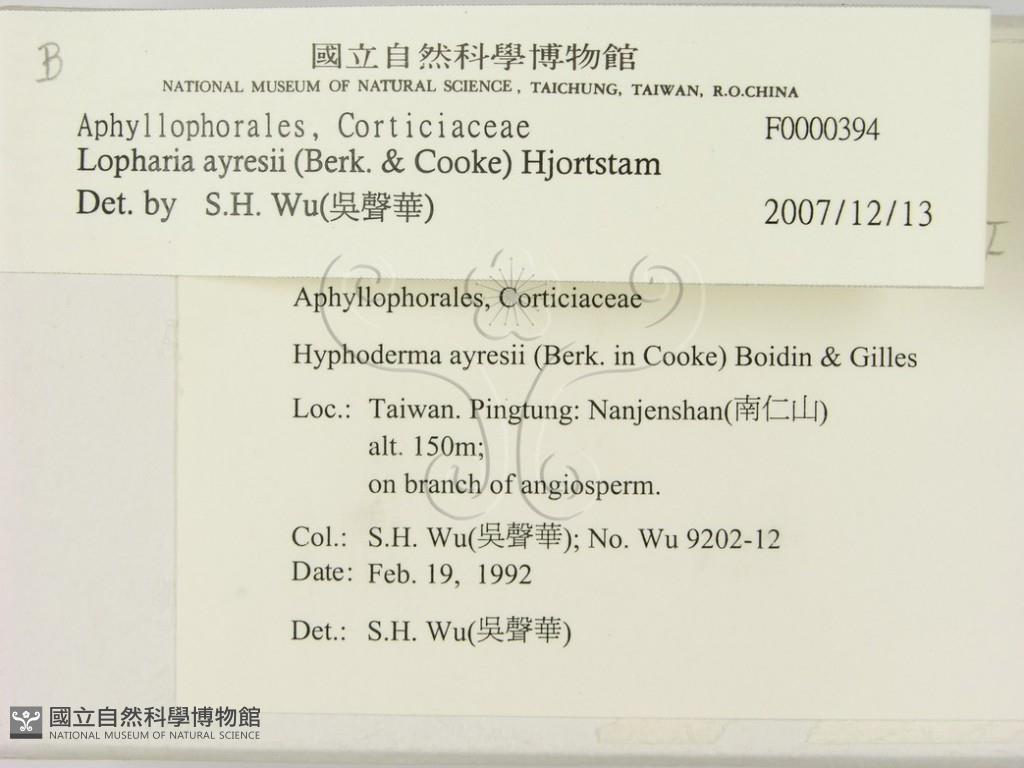 B
國立自然科學博物館
NATIONAL MUSEUM OF NATURAL SCIENCE, TAICHUNG, TAIWAN, R.O.CHINA
Aphyllophorales, Corticiaceae F0000394
Lopharia ayresii (Berk. & Cooke) Hjortstam
Det. by S.H. Wu(吳聲華) 2007/12/13
Aphyllophorales, Corticiaceae
Hyphoderma ayresii (Berk. in Cooke) Boidin & Gilles
Loc.: Taiwan. Pingtung: Nanjenshan(南仁山)
alt. 150m;
on branch of angiosperm.
Col.: S.H. Wu(吳聲華); No. Wu 9202-12
Date: Feb. 19, 1992
Det.: S.H. Wu(吳聲華)
國立自然科學博物館
NATIONAL MUSEUM OF NATURAL SCIENCE